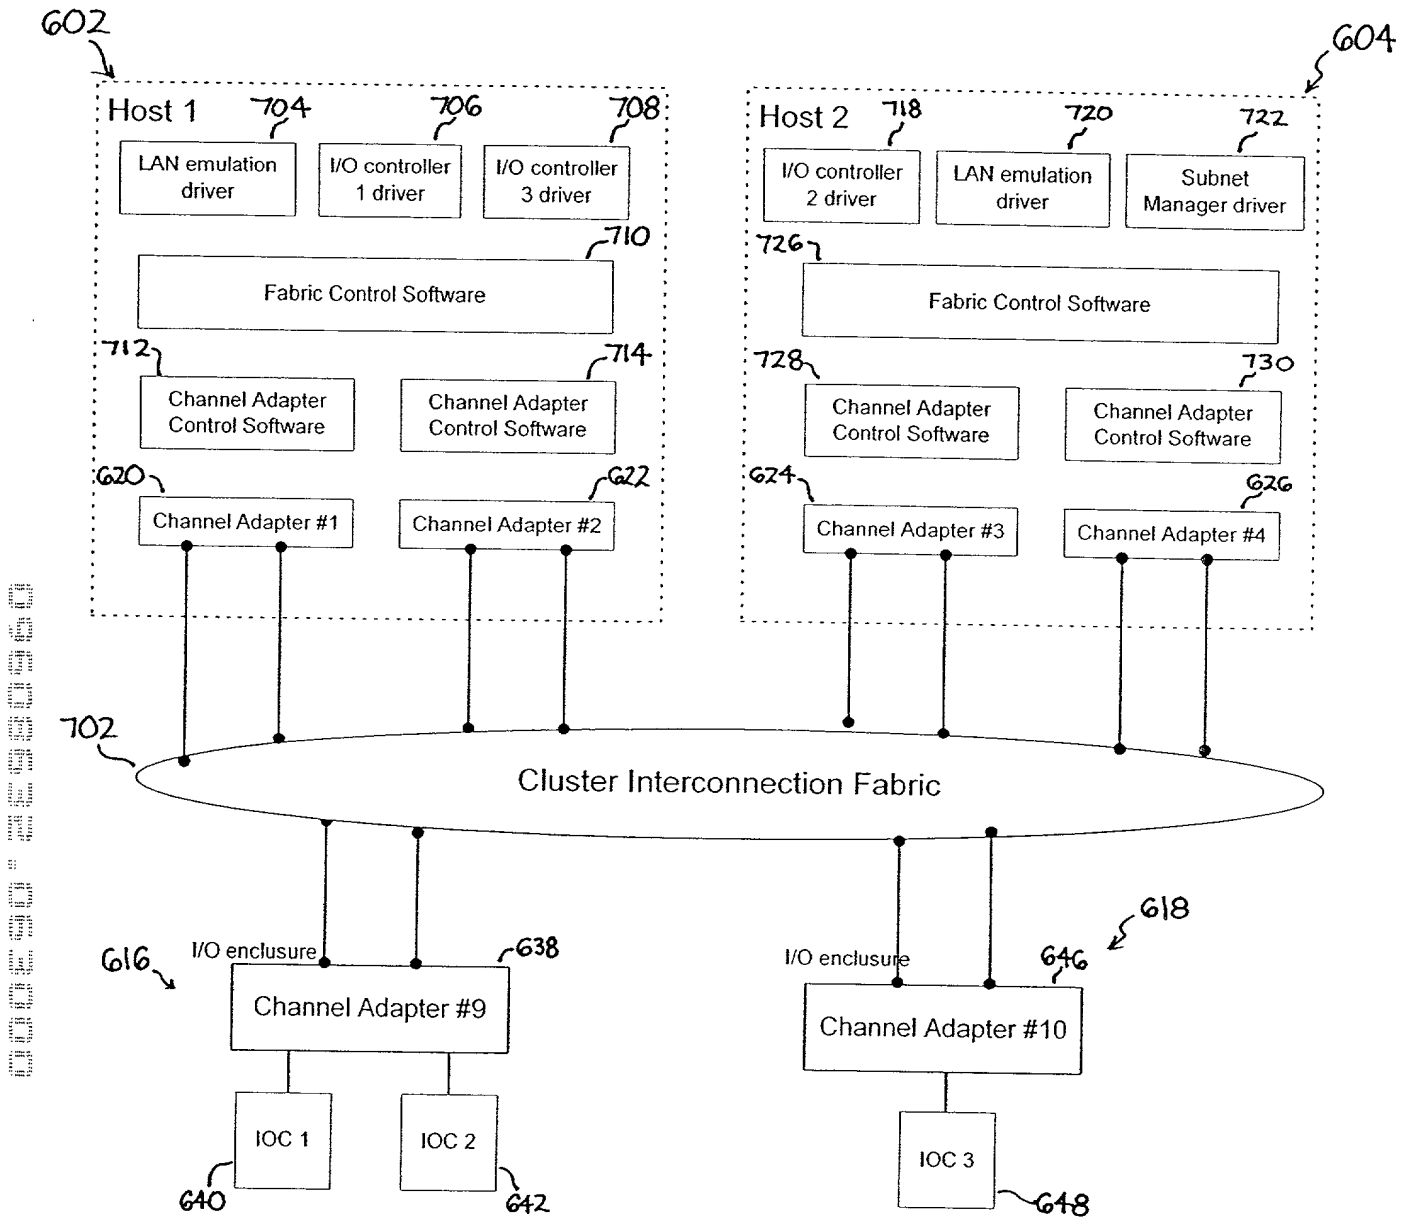 602
604
Host 1
704
706
708
LAN emulation
driver
I/O controller
1 driver
I/O controller
3 driver
710
Fabric Control Software
712
714
Channel Adapter
Control Software
Channel Adapter
Control Software
620
622
Channel Adapter #1
Channel Adapter #2
Host 2
718
720
722
I/O controller
2 driver
LAN emulation
driver
Subnet
Manager driver
726
Fabric Control Software
728
730
Channel Adapter
Control Software
Channel Adapter
Control Software
624
626
Channel Adapter #3
Channel Adapter #4
702
Cluster Interconnection Fabric
616
I/O enclusure
638
Channel Adapter #9
IOC 1
IOC 2
640
642
618
I/O enclusure
646
Channel Adapter #10
IOC 3
648